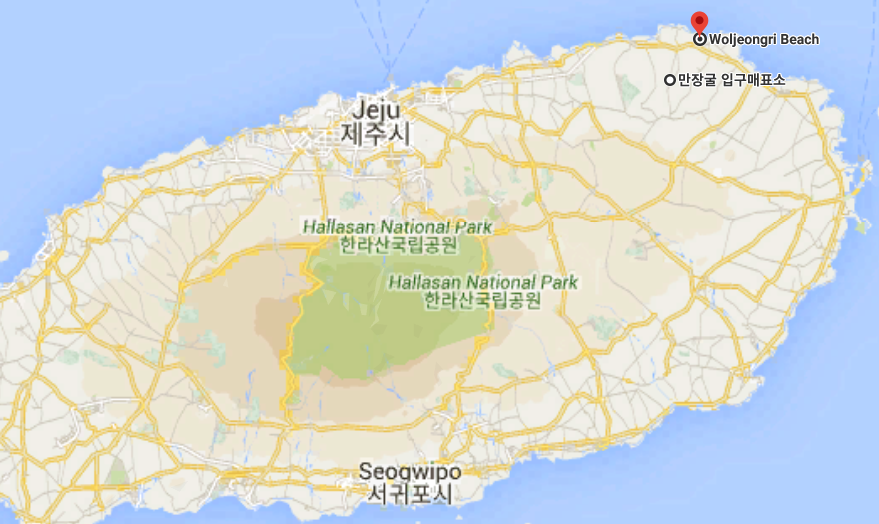 Woljeongri Beach
만장굴 입구매표소
Jeju
제주시
Hallasan National Park
한라산국립공원
Hallasan National Park
한라산국립공원
Seogwipo
서귀포시